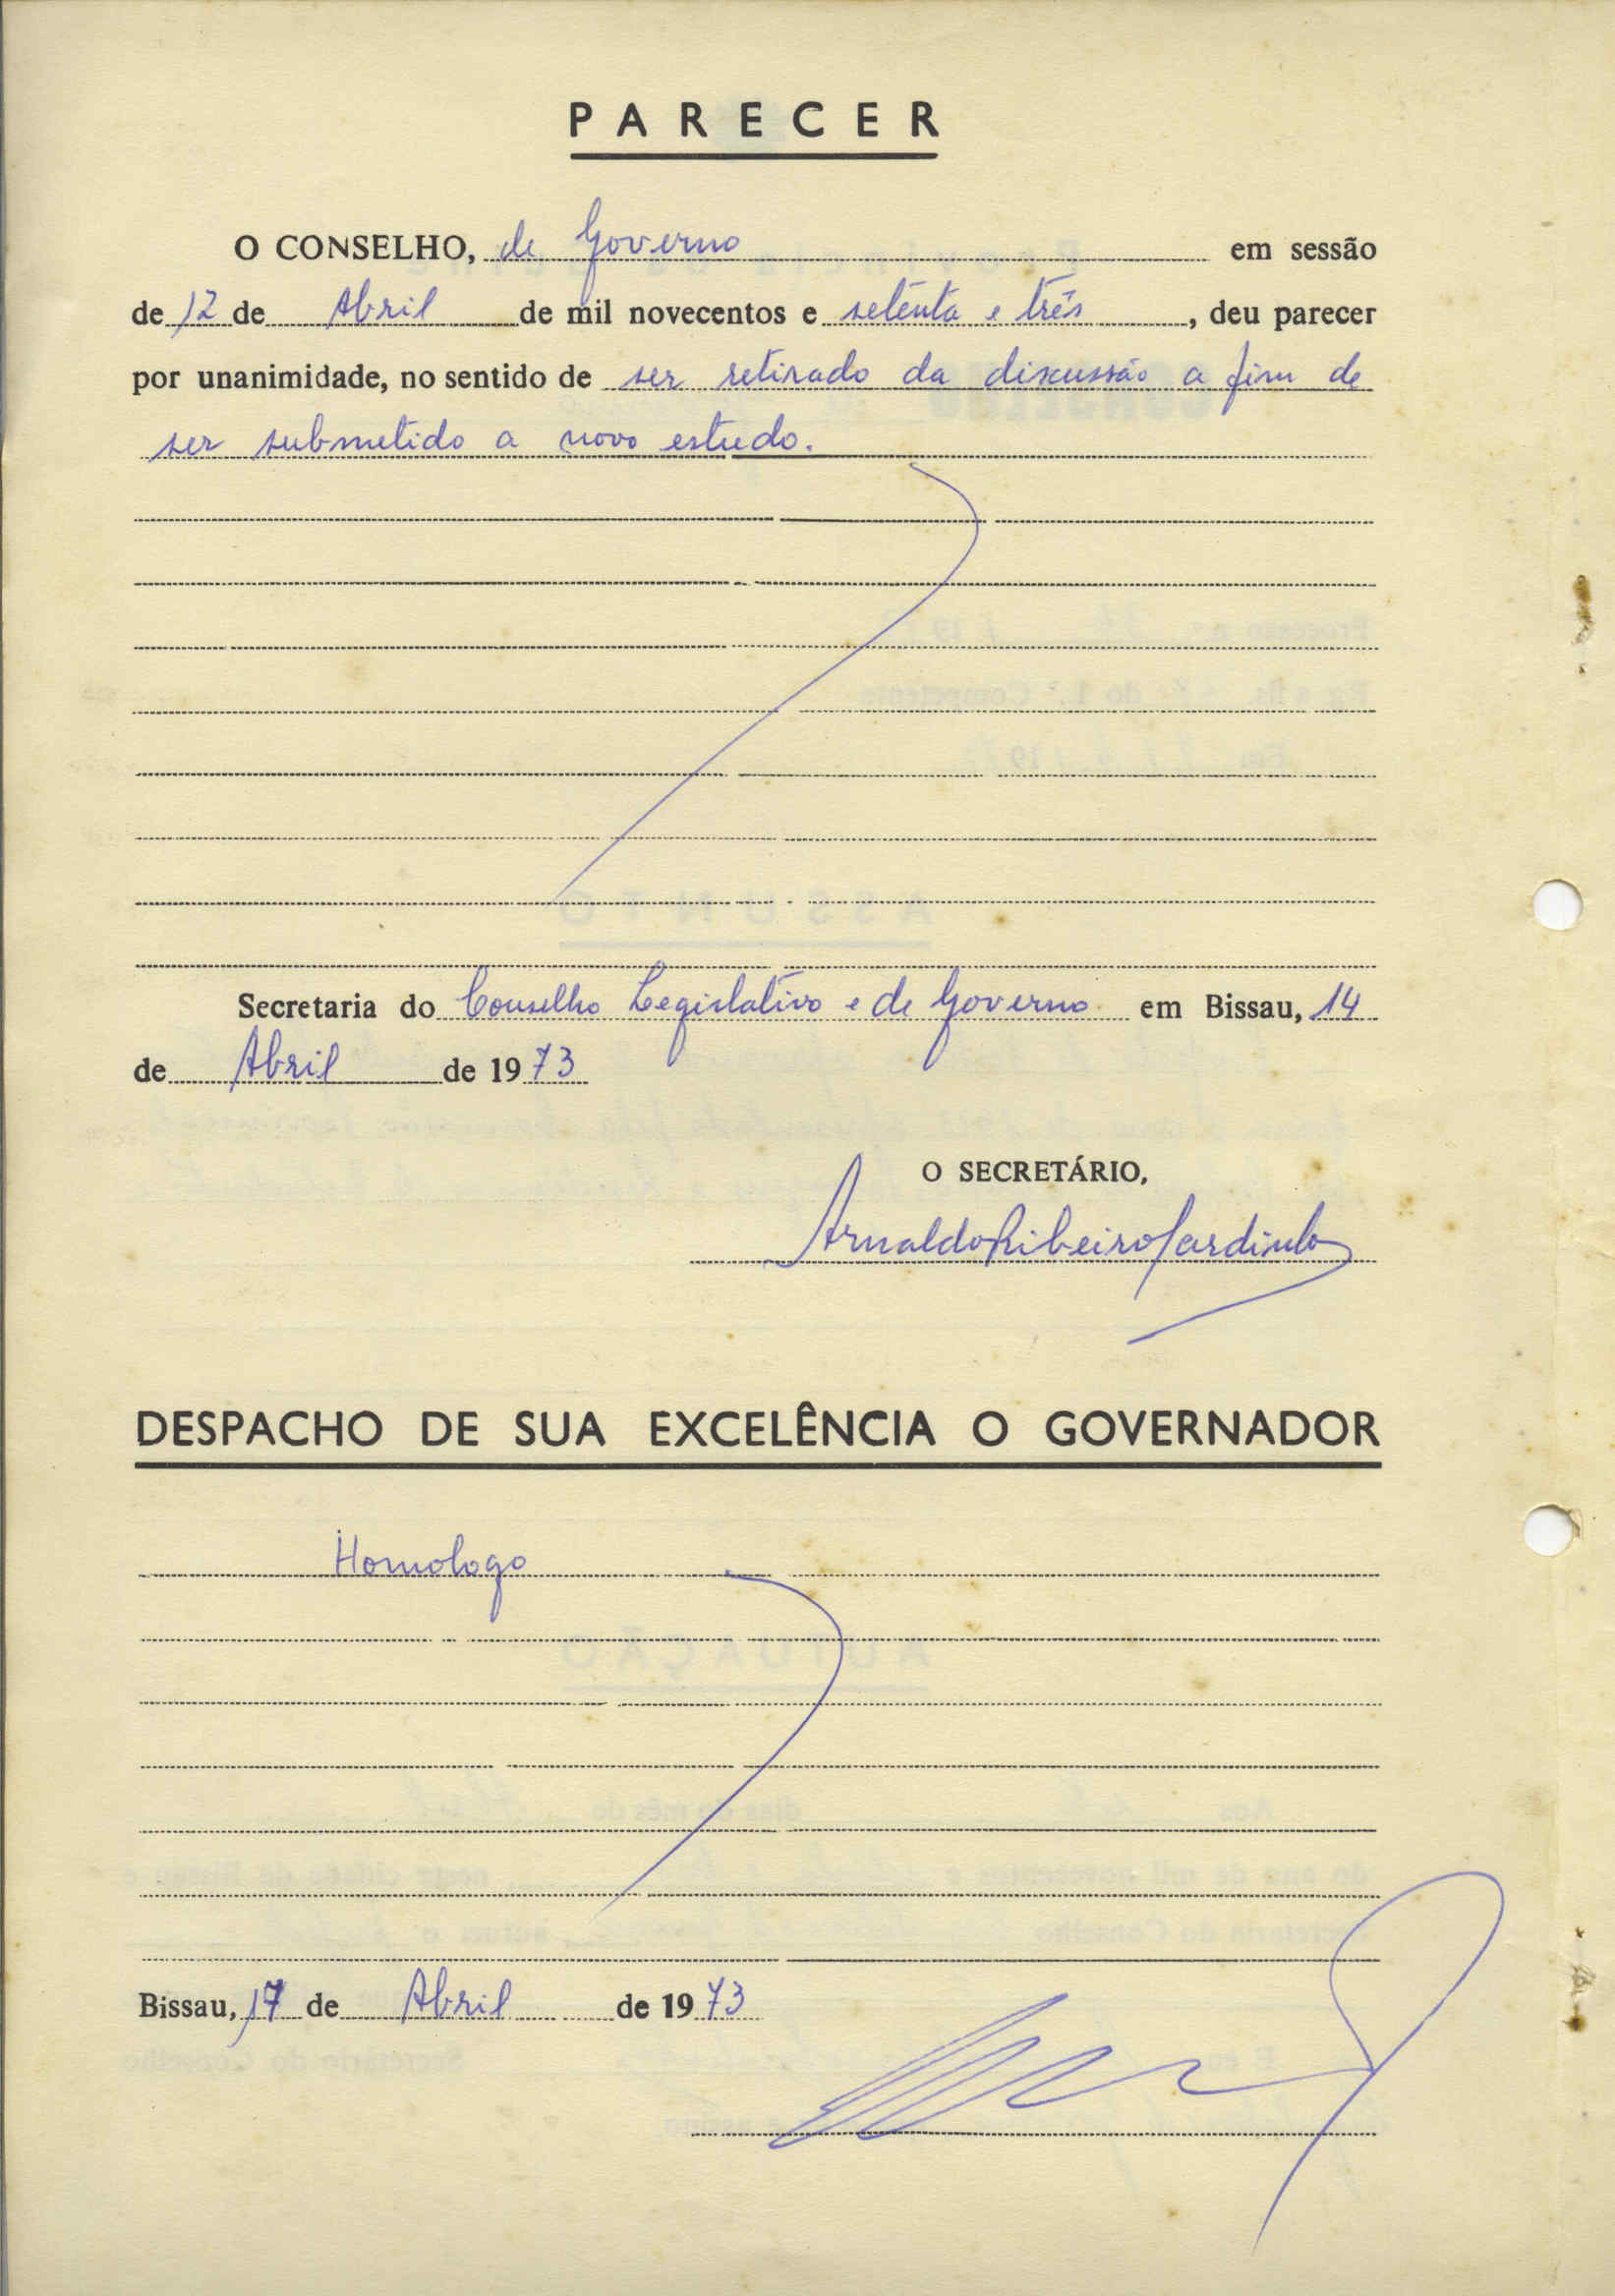 PARECER
O CONSELHO, de Governo em sessão
de 12 de Abril de mil novecentos e setenta e três, deu parecer
por unanimidade, no sentido de ser retirado da discussão a fim de
ser submetido a novo estudo.
Secretaria do Conselho Legislativo e de Governo em Bissau, 14
de Abril de 1973
O SECRETÁRIO,
Arnaldo Ribeiro Sardinha
DESPACHO DE SUA EXCELÊNCIA O GOVERNADOR
Homologo
Bissau, 17 de Abril de 1973